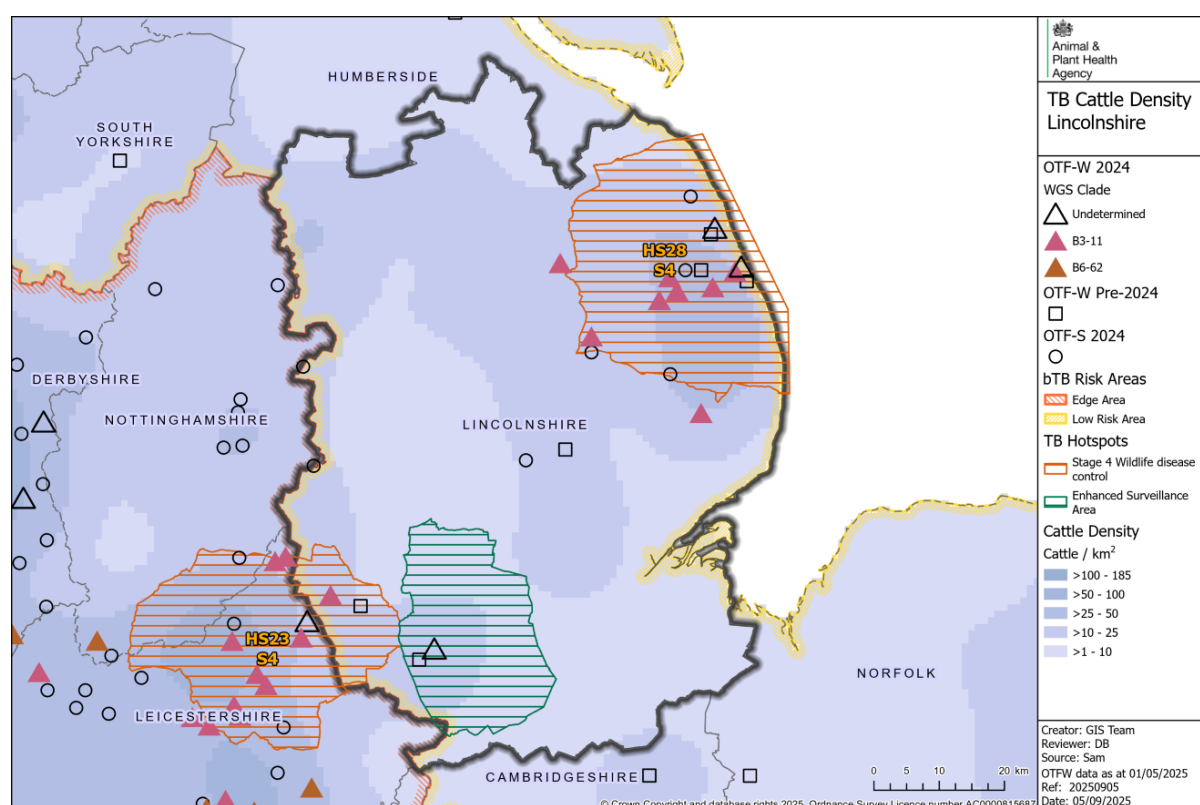 HUMBERSIDE
SOUTH
YORKSHIRE
HS28
S4
DERBYSHIRE
NOTTINGHAMSHIRE
LINCOLNSHIRE
HS23
S4
LEICESTERSHIRE
NORFOLK
CAMBRIDGESHIRE
0 5 10 20 km
© Crown Copyright and database rights 2025. Ordnance Survey Licence number AC0000815687
Animal &
Plant Health
Agency
TB Cattle Density
Lincolnshire
OTF-W 2024
WGS Clade
Undetermined
B3-11
B6-62
OTF-W Pre-2024
OTF-S 2024
bTB Risk Areas
Edge Area
Low Risk Area
TB Hotspots
Stage 4 Wildlife disease
control
Enhanced Surveillance
Area
Cattle Density
Cattle / km²
>100 - 185
>50 - 100
>25 - 50
>10 - 25
>1 - 10
Creator: GIS Team
Reviewer: DB
Source: Sam
OTFW data as at 01/05/2025
Ref: 20250905
Date: 05/09/2025